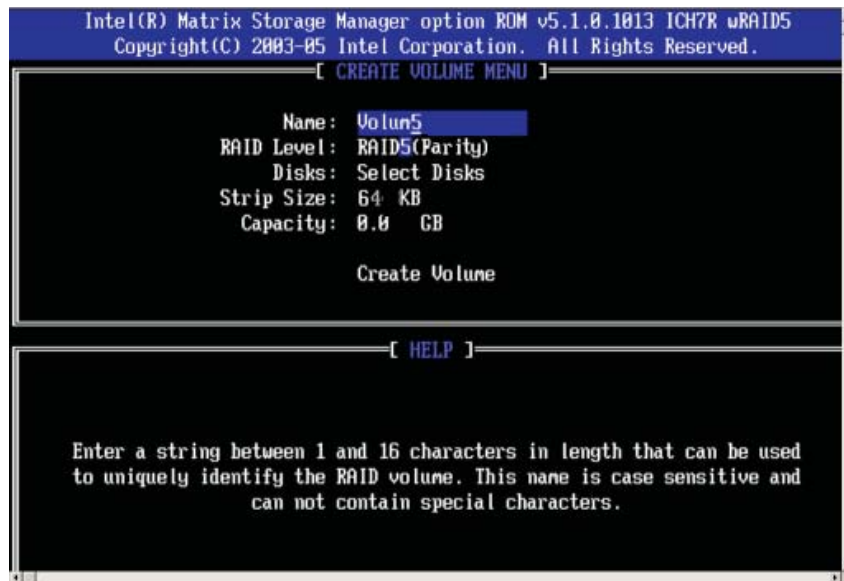 Intel(R) Matrix Storage Manager option ROM v5.1.0.1013 ICH7R wRAID5
Copyright(C) 2003-05 Intel Corporation. All Rights Reserved.
[ CREATE VOLUME MENU ]
Name: Volum5
RAID Level: RAID5(Parity)
Disks: Select Disks
Strip Size: 64 KB
Capacity: 0.0 GB
Create Volume
[ HELP ]
Enter a string between 1 and 16 characters in length that can be used
to uniquely identify the RAID volume. This name is case sensitive and
can not contain special characters.